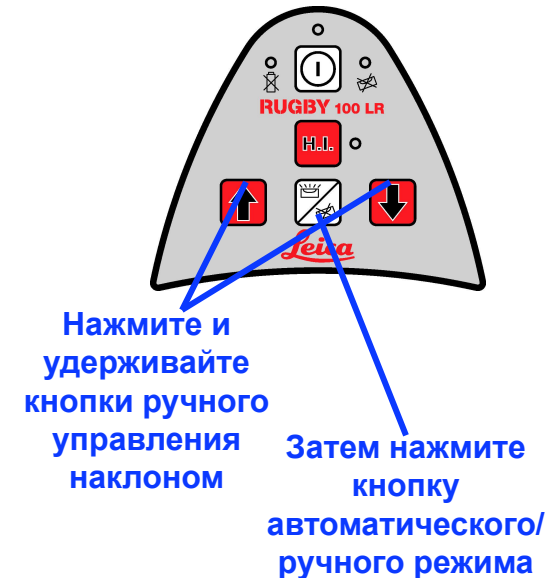 RUGBY 100 LR
H.I.
Leica
Нажмите и
удерживайте
кнопки ручного
управления
наклоном
Затем нажмите
кнопку
автоматического/
ручного режима